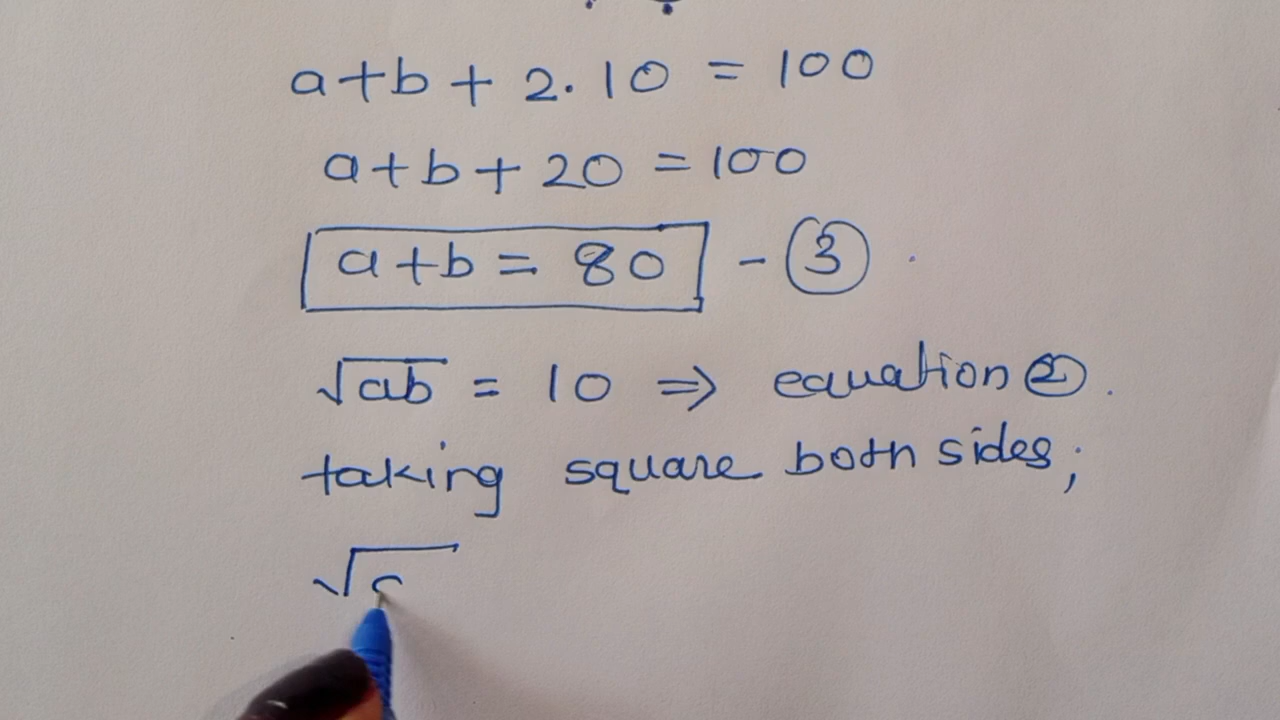 a+b + 2.10 = 100
a+b+20 = 100
a+b = 80 - ③ .
√ab = 10 ⇒ equation ② .
taking square both sides;
√a